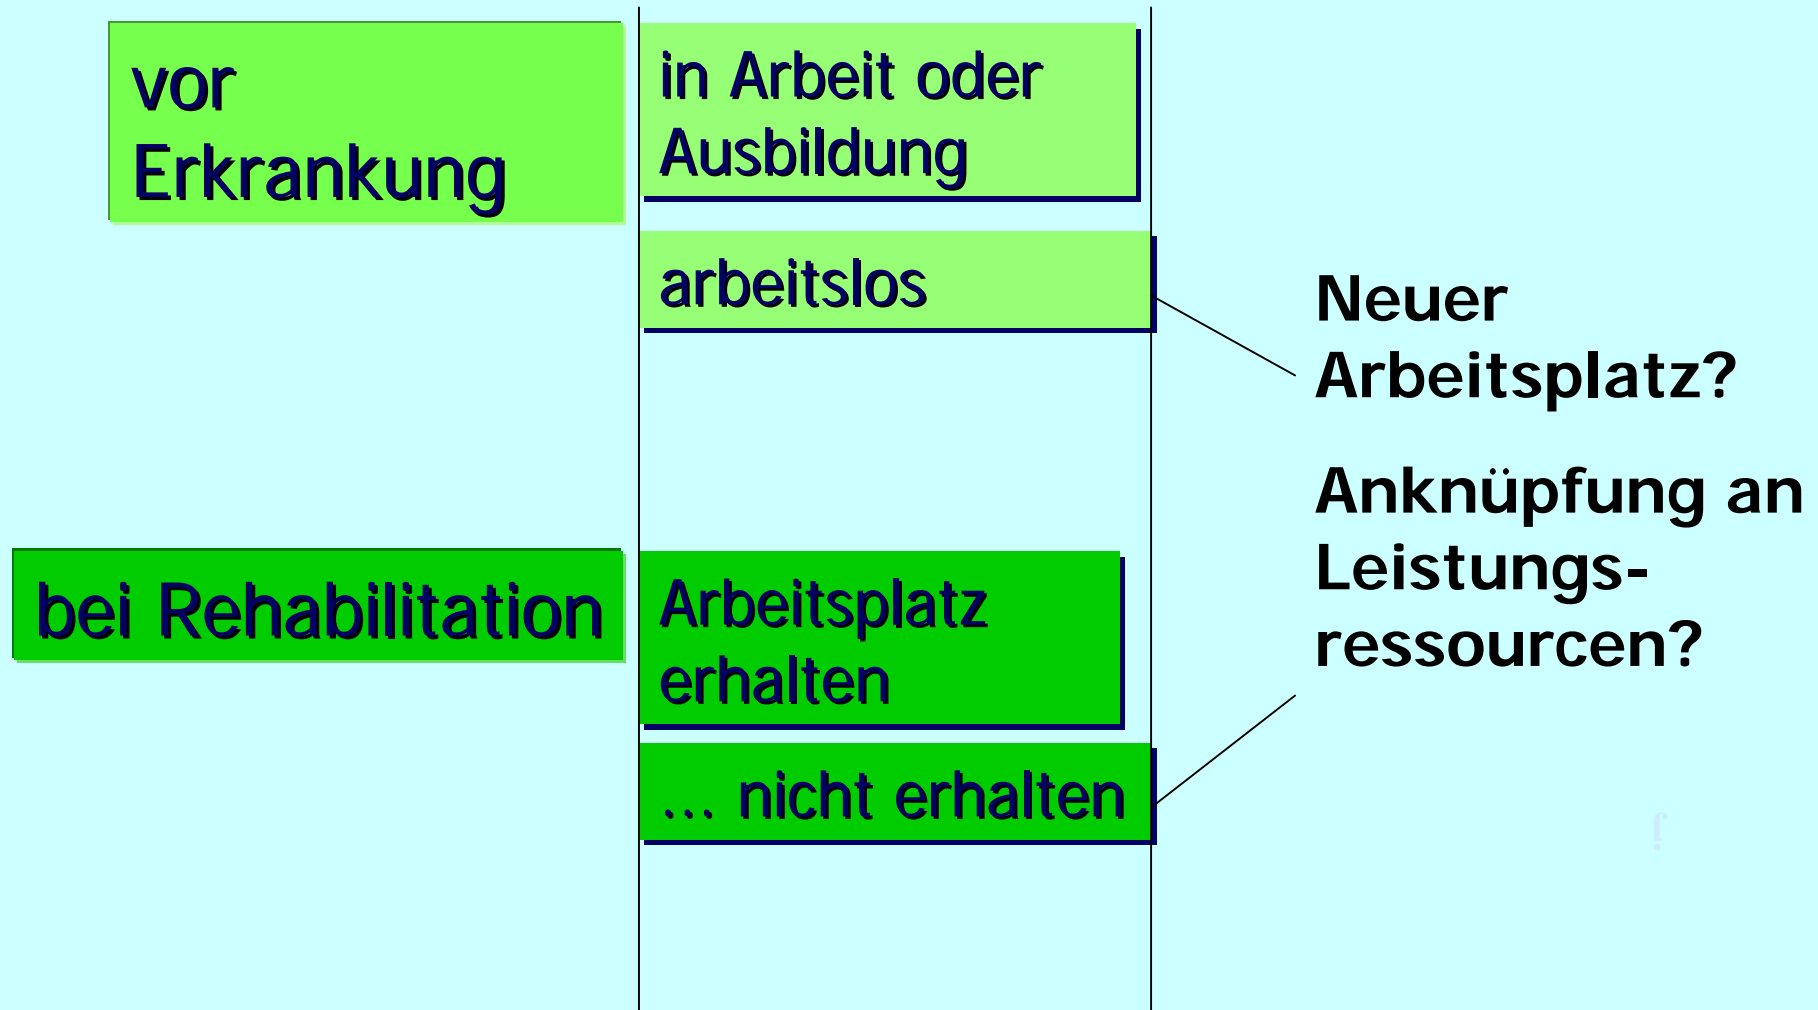 vor
Erkrankung
in Arbeit oder
Ausbildung
arbeitslos
Neuer
Arbeitsplatz?
Anknüpfung an
Leistungs-
ressourcen?
bei Rehabilitation
Arbeitsplatz
erhalten
... nicht erhalten